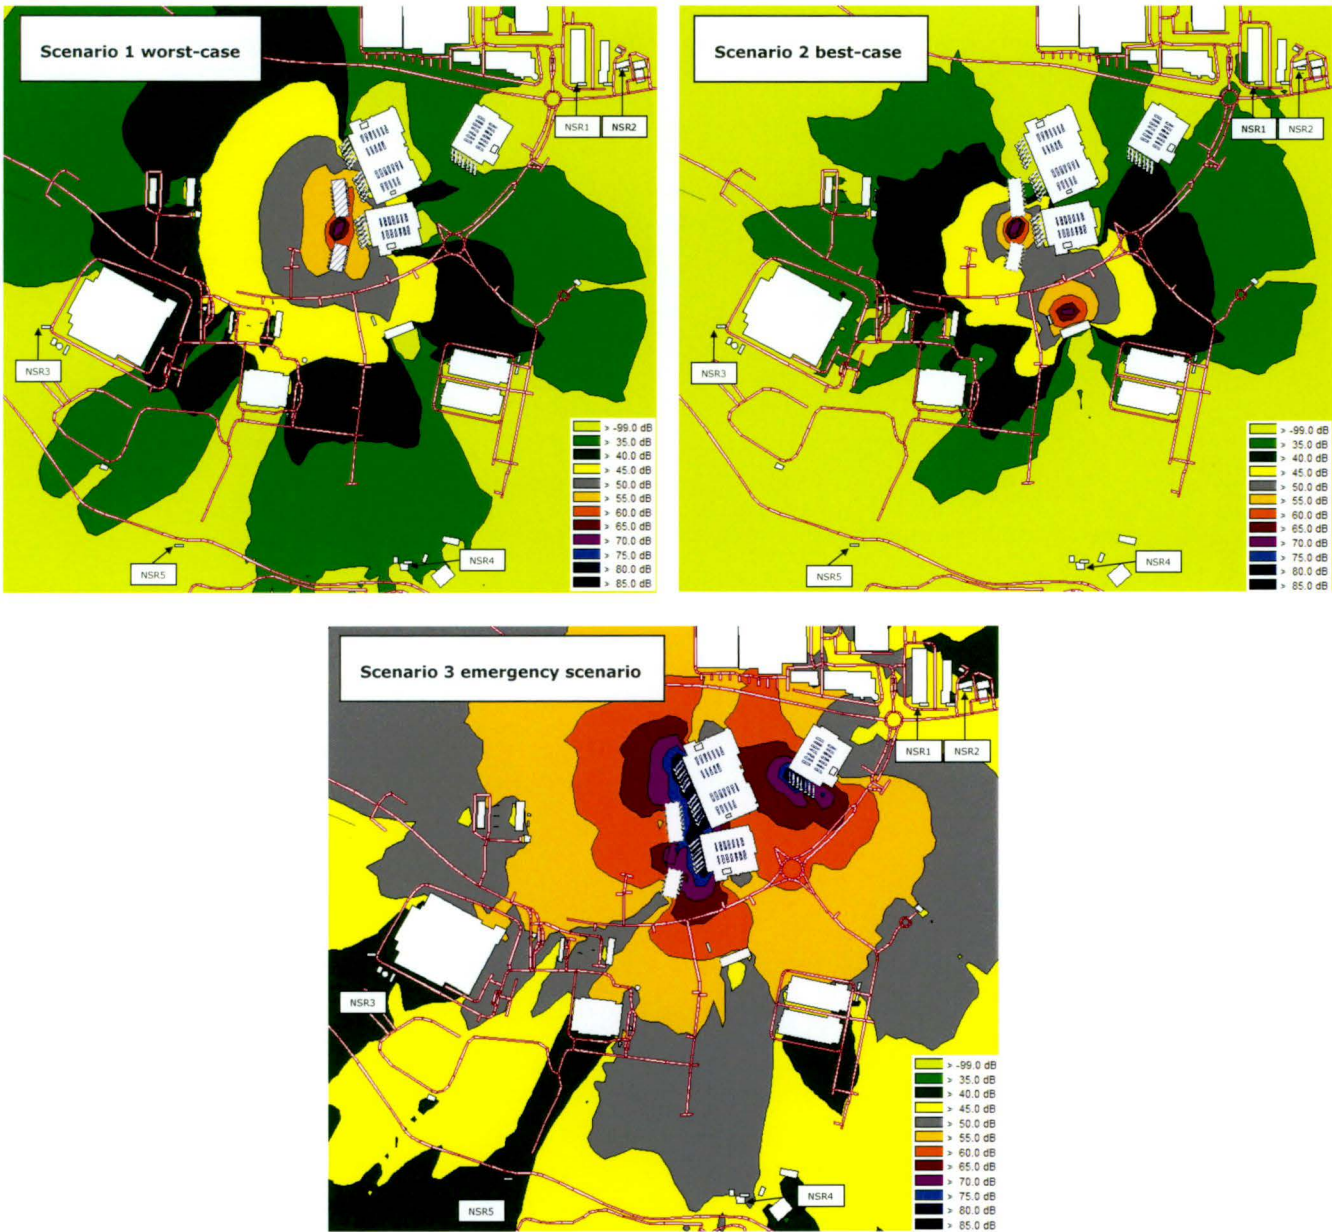 Scenario 1 worst-case
NSR1
NSR2
NSR3
NSR4
NSR5
> -99.0 dB
> 35.0 dB
> 40.0 dB
> 45.0 dB
> 50.0 dB
> 55.0 dB
> 60.0 dB
> 65.0 dB
> 70.0 dB
> 75.0 dB
> 80.0 dB
> 85.0 dB
Scenario 2 best-case
NSR1
NSR2
NSR3
NSR4
NSR5
> -99.0 dB
> 35.0 dB
> 40.0 dB
> 45.0 dB
> 50.0 dB
> 55.0 dB
> 60.0 dB
> 65.0 dB
> 70.0 dB
> 75.0 dB
> 80.0 dB
> 85.0 dB
Scenario 3 emergency scenario
NSR1
NSR2
NSR3
NSR4
NSR5
> -99.0 dB
> 35.0 dB
> 40.0 dB
> 45.0 dB
> 50.0 dB
> 55.0 dB
> 60.0 dB
> 65.0 dB
> 70.0 dB
> 75.0 dB
> 80.0 dB
> 85.0 dB